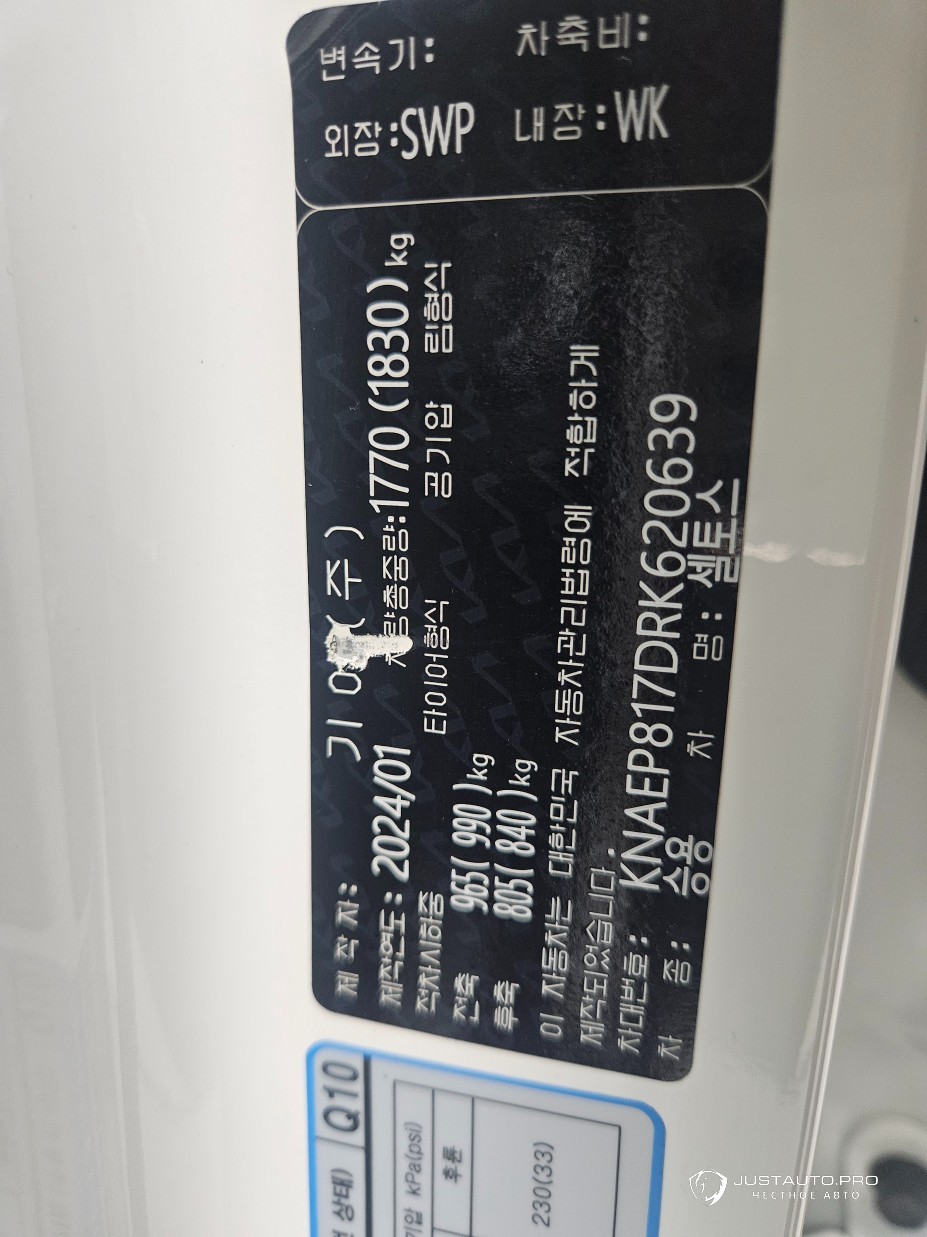 변속기: 차축비:
외장:SWP 내장:WK
제 작 자: 기 아 (주)
제작연도: 2024/01 차량총중량:1770 (1830) kg
적차시하중 타이어형식 공기압 림형식
전축 965( 990 )kg
후축 805( 840 )kg
이 자동차는 대한민국 자동차관리법령에 적합하게
제작되었습니다.
차대번호: KNAEP817DRK620639
차 종: 승용 차 명: 셀토스
상태) Q10
kPa(psi)
후륜
230(33)
JUSTAUTO.PRO
ЧЕСТНОЕ АВТО